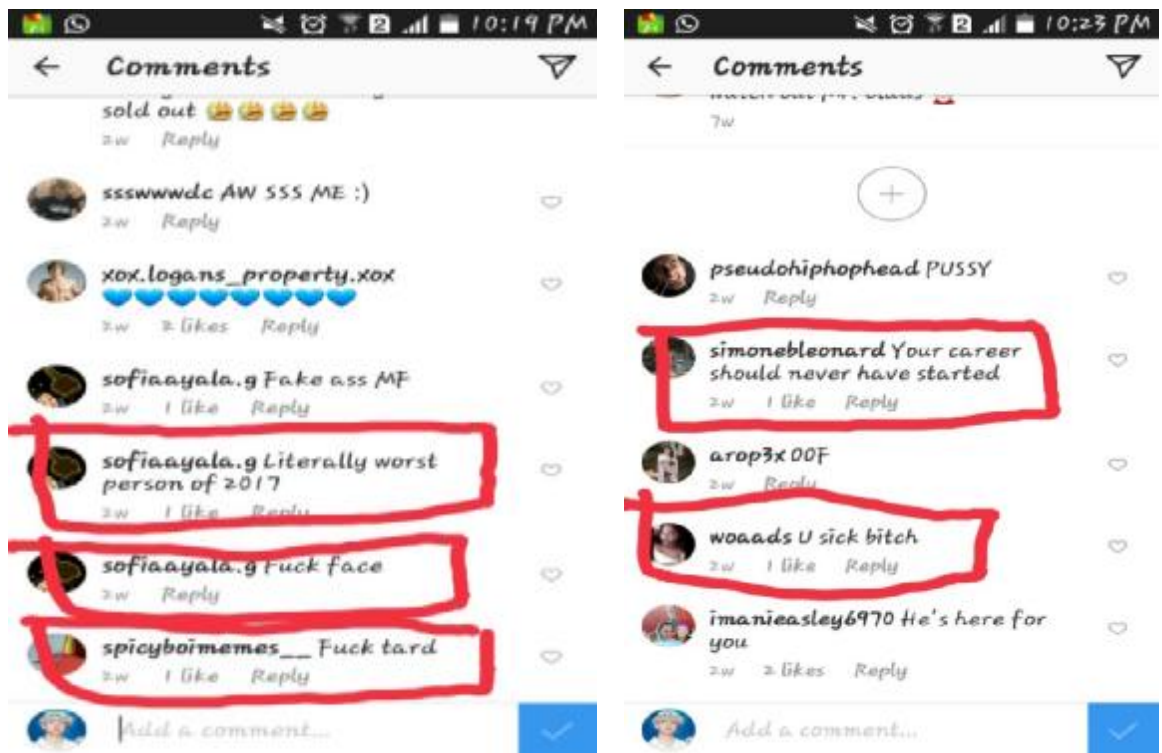 2 10:19 PM
Comments
sold out
2w Reply
ssswwwdc AW SSS ME :)
2w Reply
xox.logans_property.xox
💙💙💙💙💙💙💙💙
2w 2 likes Reply
sofiaayala.g Fake ass MF
2w 1 like Reply
sofiaayala.g Literally worst
person of 2017
2w 1 like Reply
sofiaayala.g Fuck face
2w Reply
spicyboimemes__ Fuck tard
2w 1 like Reply
Add a comment...
2 10:23 PM
Comments
7w
pseudohiphophead PUSSY
2w Reply
simonebleonard Your career
should never have started
2w 1 like Reply
arop3x OOF
2w Reply
woaads U sick bitch
2w 1 like Reply
imanieasley6970 He's here for
you
2w 2 likes Reply
Add a comment...